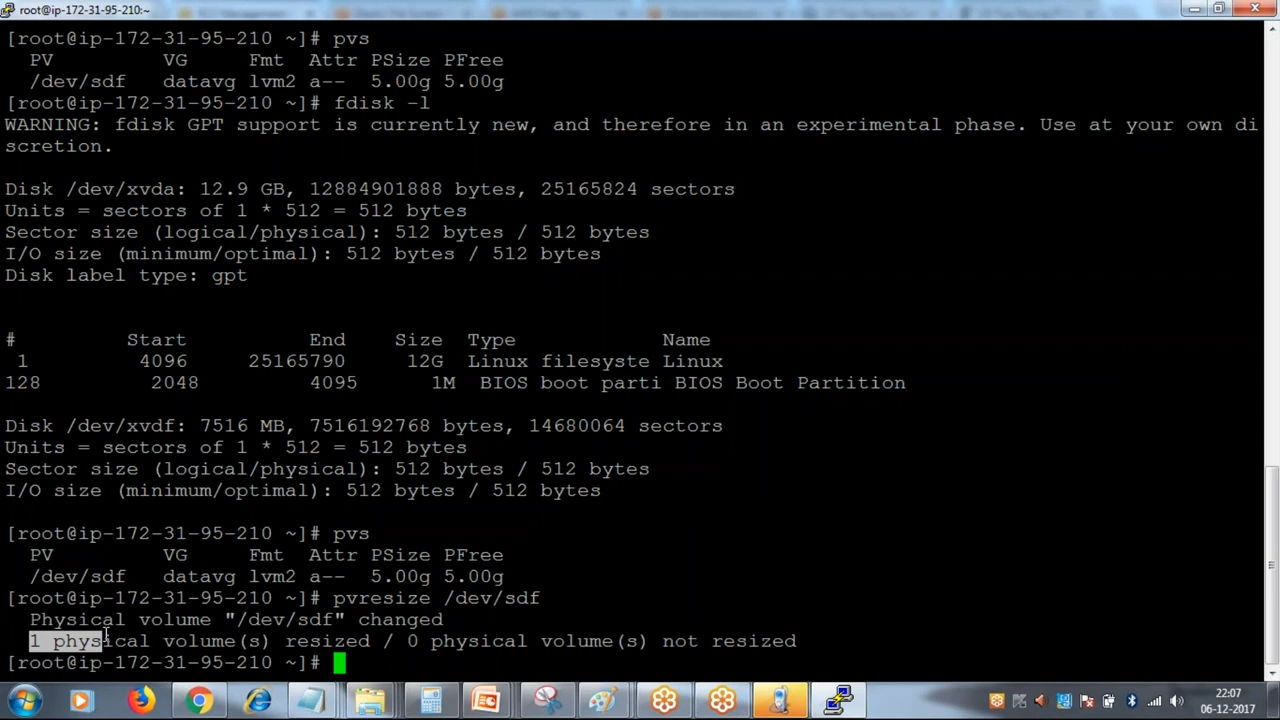 root@ip-172-31-95-210:~
[root@ip-172-31-95-210 ~]# pvs
PV VG Fmt Attr PSize PFree
/dev/sdf datavg lvm2 a-- 5.00g 5.00g
[root@ip-172-31-95-210 ~]# fdisk -l
WARNING: fdisk GPT support is currently new, and therefore in an experimental phase. Use at your own di
scretion.
Disk /dev/xvda: 12.9 GB, 12884901888 bytes, 25165824 sectors
Units = sectors of 1 * 512 = 512 bytes
Sector size (logical/physical): 512 bytes / 512 bytes
I/O size (minimum/optimal): 512 bytes / 512 bytes
Disk label type: gpt
# Start End Size Type Name
1 4096 25165790 12G Linux filesyste Linux
128 2048 4095 1M BIOS boot parti BIOS Boot Partition
Disk /dev/xvdf: 7516 MB, 7516192768 bytes, 14680064 sectors
Units = sectors of 1 * 512 = 512 bytes
Sector size (logical/physical): 512 bytes / 512 bytes
I/O size (minimum/optimal): 512 bytes / 512 bytes
[root@ip-172-31-95-210 ~]# pvs
PV VG Fmt Attr PSize PFree
/dev/sdf datavg lvm2 a-- 5.00g 5.00g
[root@ip-172-31-95-210 ~]# pvresize /dev/sdf
Physical volume "/dev/sdf" changed
1 physical volume(s) resized / 0 physical volume(s) not resized
[root@ip-172-31-95-210 ~]#
22:07
06-12-2017